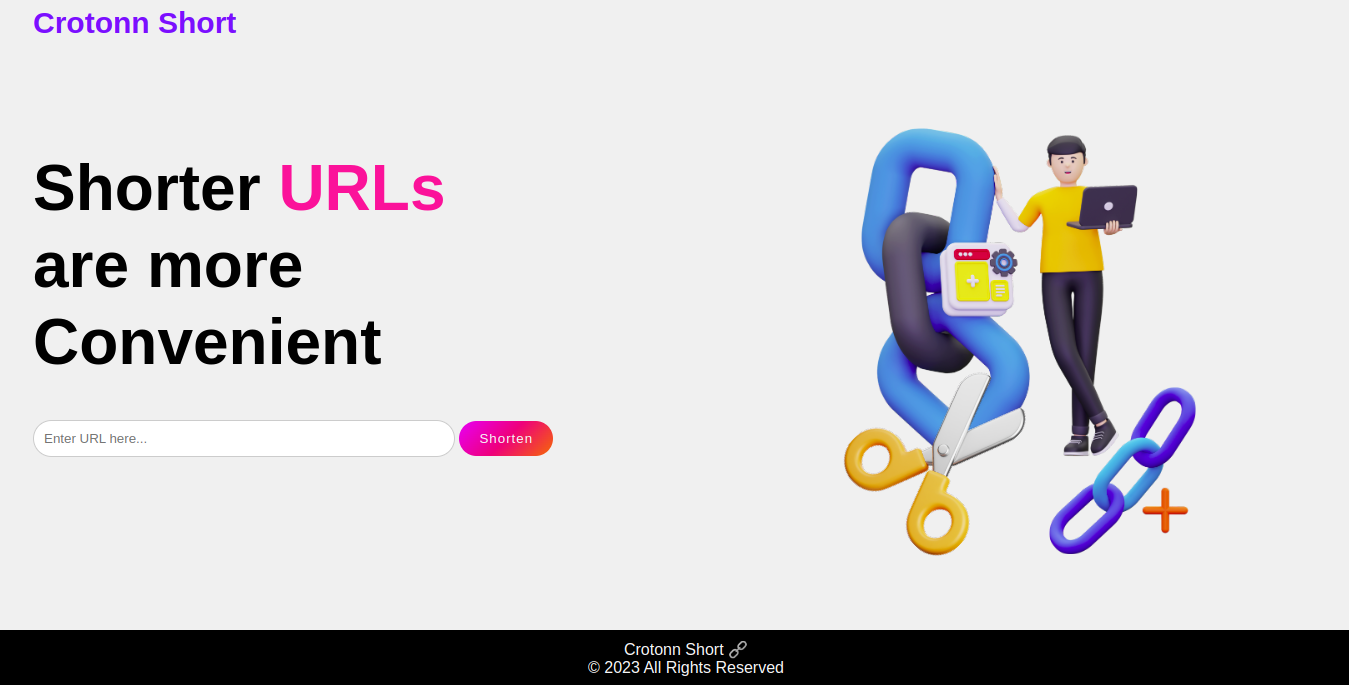 Crotonn Short
Shorter URLs
are more
Convenient
Enter URL here...
Shorten
Crotonn Short 🔗
© 2023 All Rights Reserved